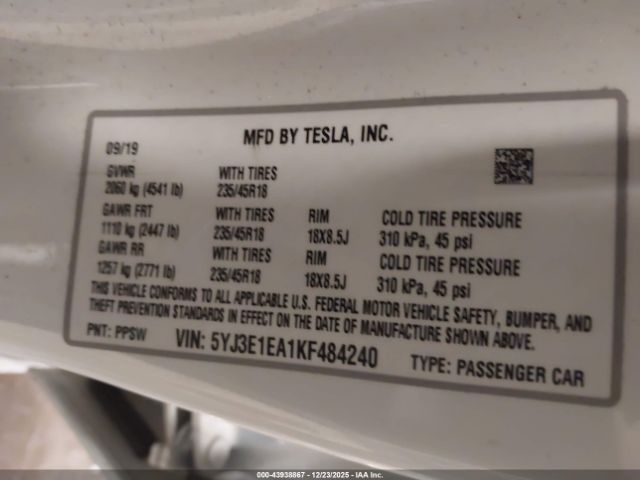 MFD BY TESLA, INC.
09/19
GVWR WITH TIRES
2060 kg (4541 lb) 235/45R18
GAWR FRT WITH TIRES RIM COLD TIRE PRESSURE
1110 kg (2447 lb) 235/45R18 18X8.5J 310 kPa, 45 psi
GAWR RR WITH TIRES RIM COLD TIRE PRESSURE
1257 kg (2771 lb) 235/45R18 18X8.5J 310 kPa, 45 psi
THIS VEHICLE CONFORMS TO ALL APPLICABLE U.S. FEDERAL MOTOR VEHICLE SAFETY, BUMPER, AND
THEFT PREVENTION STANDARDS IN EFFECT ON THE DATE OF MANUFACTURE SHOWN ABOVE.
PNT: PPSW VIN: 5YJ3E1EA1KF484240 TYPE: PASSENGER CAR
000-43938867 - 12/23/2025 - IAA Inc.